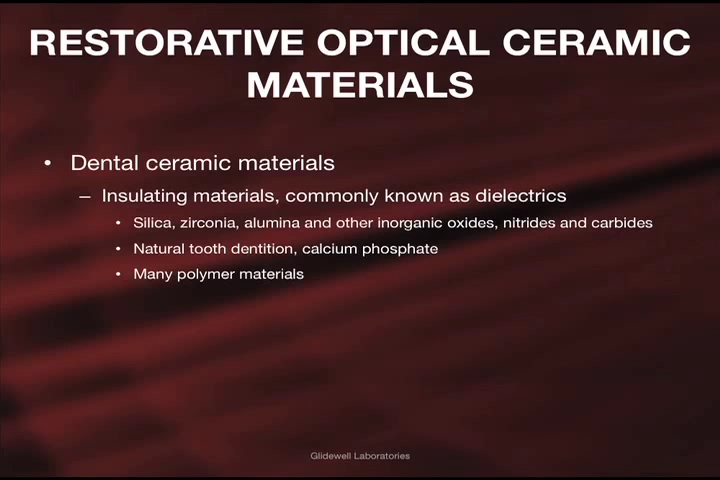 RESTORATIVE OPTICAL CERAMIC
MATERIALS
• Dental ceramic materials
– Insulating materials, commonly known as dielectrics
• Silica, zirconia, alumina and other inorganic oxides, nitrides and carbides
• Natural tooth dentition, calcium phosphate
• Many polymer materials
Glidewell Laboratories